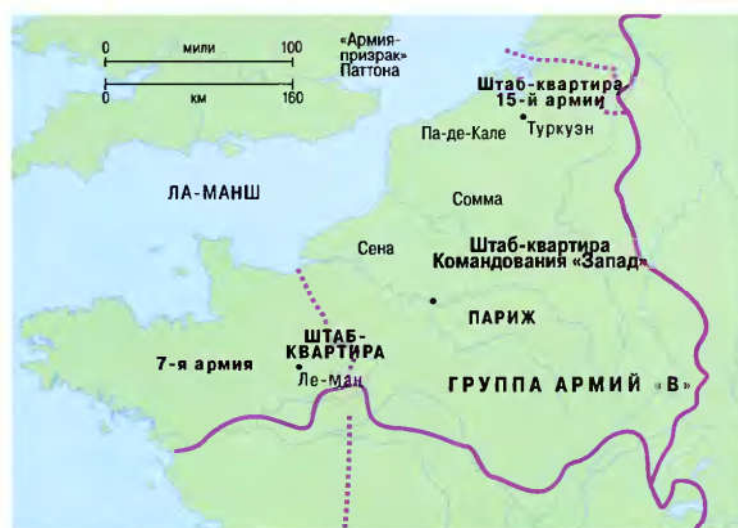 0 мили 100
0 км 160
«Армия-
призрак»
Паттона
Штаб-квартира
15-й армии
Па-де-Кале
Туркуэн
ЛА-МАНШ
Сомма
Сена
Штаб-квартира
Командования «Запад»
ПАРИЖ
ШТАБ-
КВАРТИРА
7-я армия
Ле-Ман
ГРУППА АРМИЙ «В»